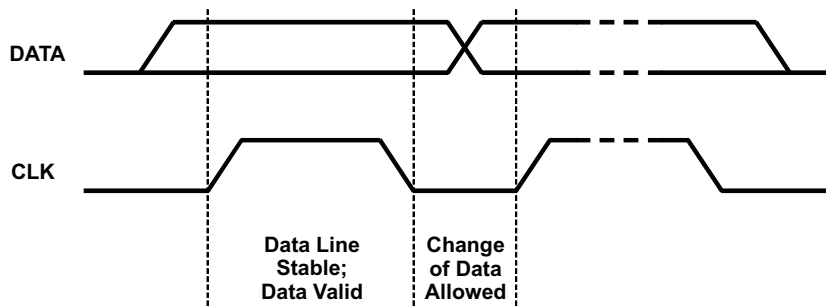 DATA
CLK
Data Line
Stable;
Data Valid
Change
of Data
Allowed